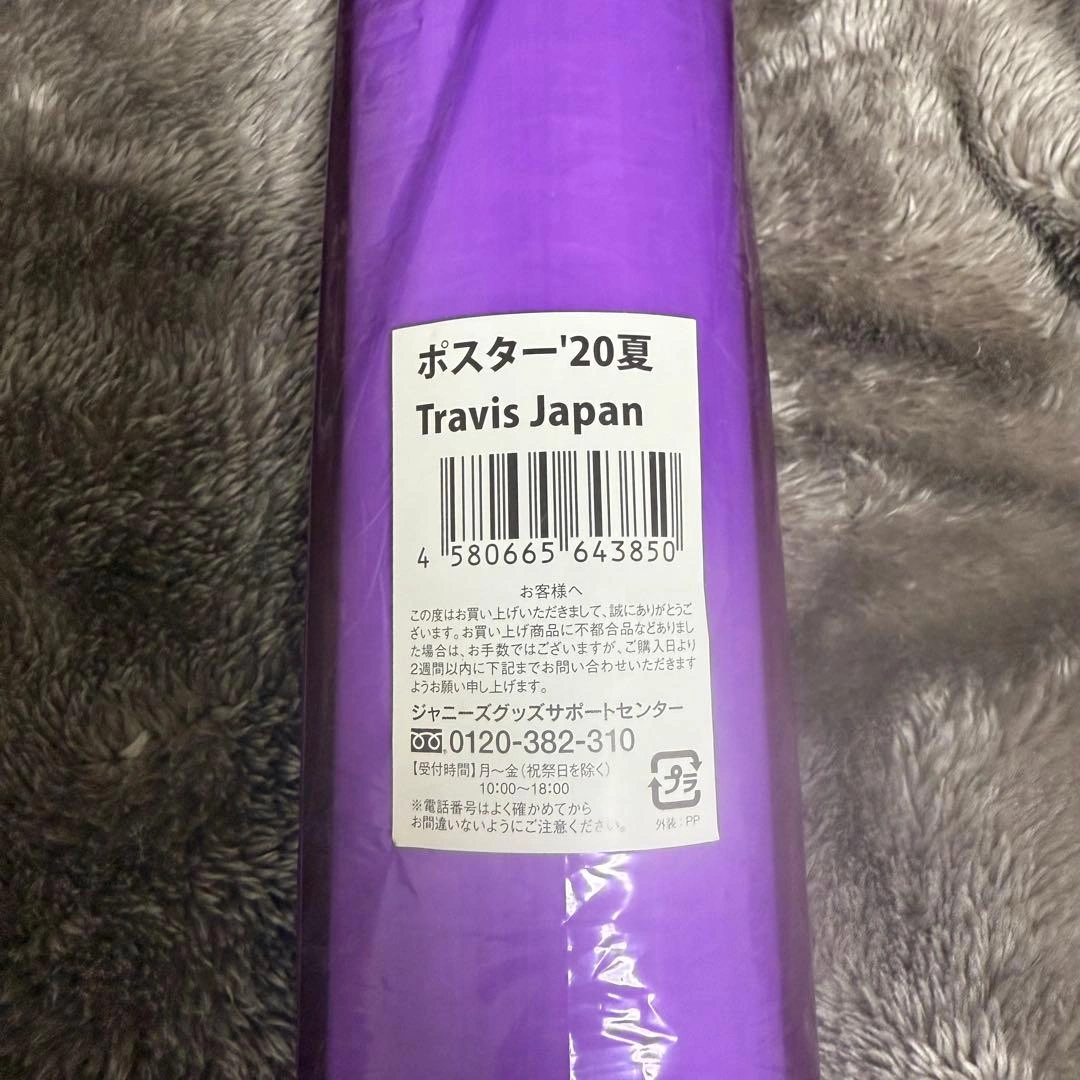 ポスター'20夏
Travis Japan
4 580665 643850
お客様へ
この度はお買い上げいただきまして、誠にありがとうご
ざいます。お買い上げ商品に不都合品などありまし
た場合は、お手数ではございますが、ご購入日より
2週間以内に下記までお問い合わせいただきます
ようお願い申し上げます。
ジャニーズグッズサポートセンター
0120-382-310
【受付時間】月〜金(祝祭日を除く)
10:00〜18:00
※電話番号はよく確かめてから
お間違いないようにご注意ください。
プラ
外装:PP